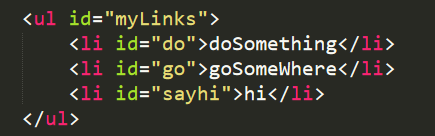 <ul id="myLinks">
    <li id="do">doSomething</li>
    <li id="go">goSomeWhere</li>
    <li id="sayhi">hi</li>
</ul>